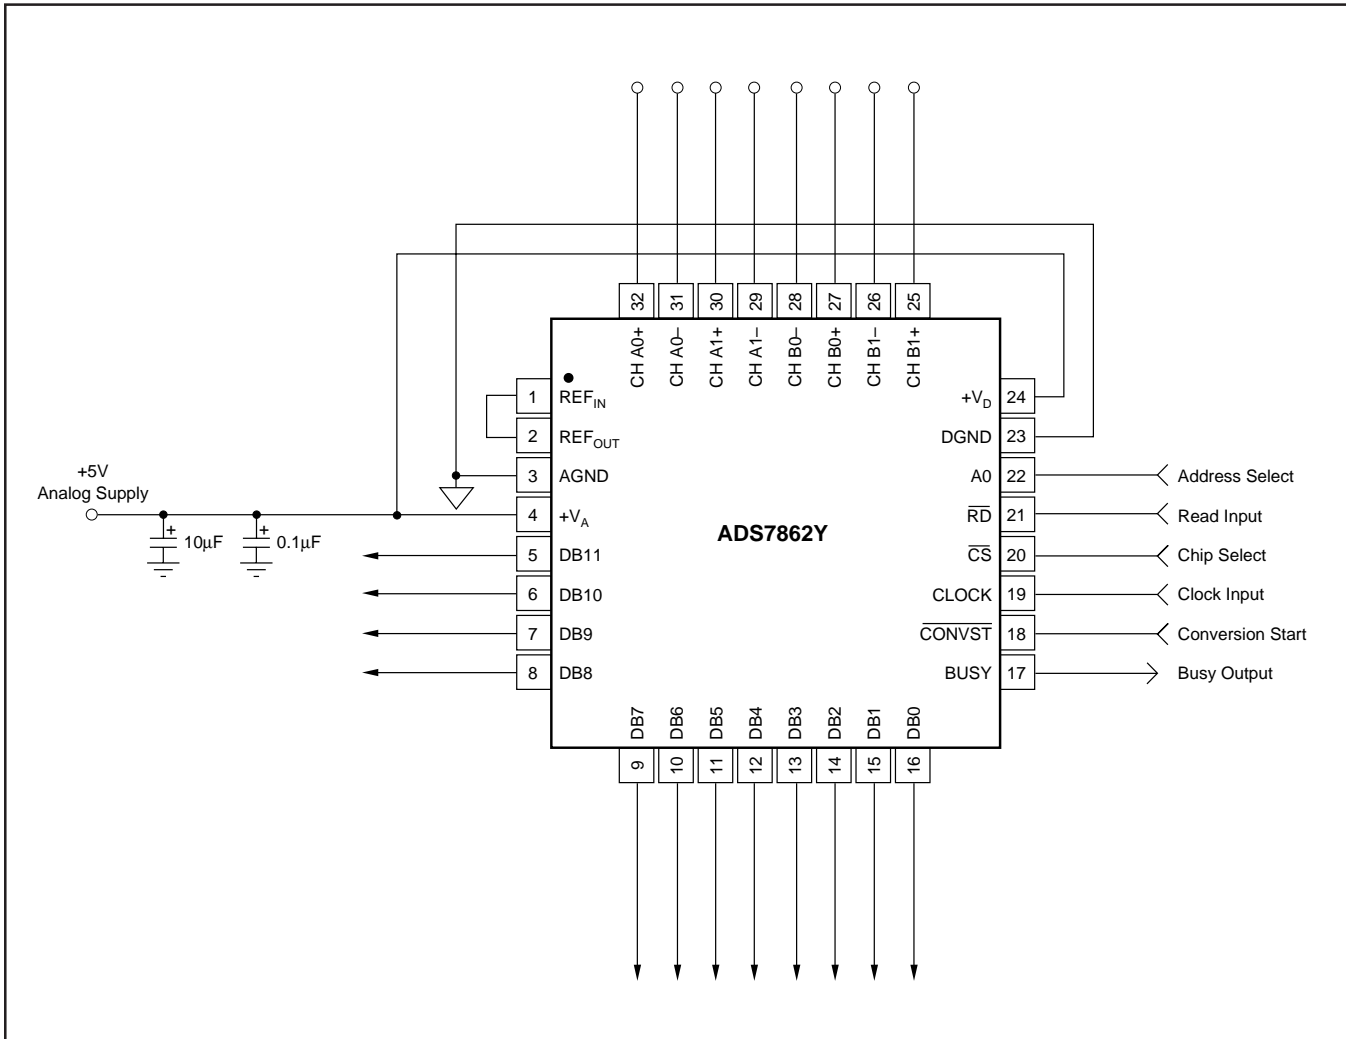 32 31 30 29 28 27 26 25
CH A0+ CH A0– CH A1+ CH A1– CH B0– CH B0+ CH B1– CH B1+
1 REFIN
2 REFOUT
3 AGND
4 +VA
5 DB11
6 DB10
7 DB9
8 DB8
+5V
Analog Supply
+ 10µF
+ 0.1µF
ADS7862Y
+VD 24
DGND 23
A0 22 Address Select
RD 21 Read Input
CS 20 Chip Select
CLOCK 19 Clock Input
CONVST 18 Conversion Start
BUSY 17 Busy Output
DB7 DB6 DB5 DB4 DB3 DB2 DB1 DB0
9 10 11 12 13 14 15 16